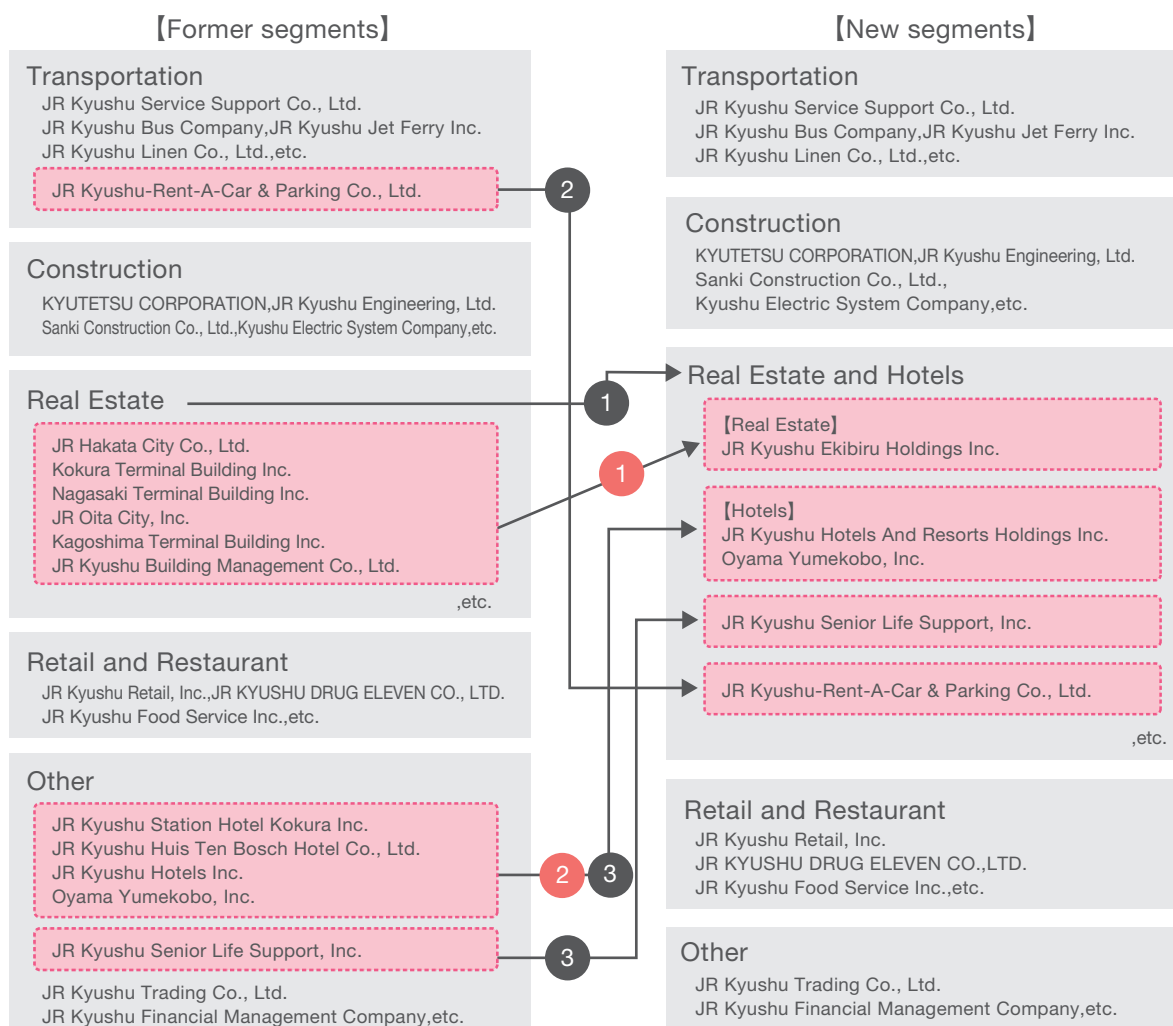 【Former segments】
Transportation
JR Kyushu Service Support Co., Ltd.
JR Kyushu Bus Company,JR Kyushu Jet Ferry Inc.
JR Kyushu Linen Co., Ltd.,etc.
JR Kyushu-Rent-A-Car & Parking Co., Ltd.
2
Construction
KYUTETSU CORPORATION,JR Kyushu Engineering, Ltd.
Sanki Construction Co., Ltd.,Kyushu Electric System Company,etc.
Real Estate
1
JR Hakata City Co., Ltd.
Kokura Terminal Building Inc.
Nagasaki Terminal Building Inc.
JR Oita City, Inc.
Kagoshima Terminal Building Inc.
JR Kyushu Building Management Co., Ltd.
1
,etc.
Retail and Restaurant
JR Kyushu Retail, Inc.,JR KYUSHU DRUG ELEVEN CO., LTD.
JR Kyushu Food Service Inc.,etc.
Other
JR Kyushu Station Hotel Kokura Inc.
JR Kyushu Huis Ten Bosch Hotel Co., Ltd.
JR Kyushu Hotels Inc.
Oyama Yumekobo, Inc.
2 3
JR Kyushu Senior Life Support, Inc.
3
JR Kyushu Trading Co., Ltd.
JR Kyushu Financial Management Company,etc.
【New segments】
Transportation
JR Kyushu Service Support Co., Ltd.
JR Kyushu Bus Company,JR Kyushu Jet Ferry Inc.
JR Kyushu Linen Co., Ltd.,etc.
Construction
KYUTETSU CORPORATION,JR Kyushu Engineering, Ltd.
Sanki Construction Co., Ltd.,
Kyushu Electric System Company,etc.
Real Estate and Hotels
【Real Estate】
JR Kyushu Ekibiru Holdings Inc.
【Hotels】
JR Kyushu Hotels And Resorts Holdings Inc.
Oyama Yumekobo, Inc.
JR Kyushu Senior Life Support, Inc.
JR Kyushu-Rent-A-Car & Parking Co., Ltd.
,etc.
Retail and Restaurant
JR Kyushu Retail, Inc.
JR KYUSHU DRUG ELEVEN CO.,LTD.
JR Kyushu Food Service Inc.,etc.
Other
JR Kyushu Trading Co., Ltd.
JR Kyushu Financial Management Company,etc.